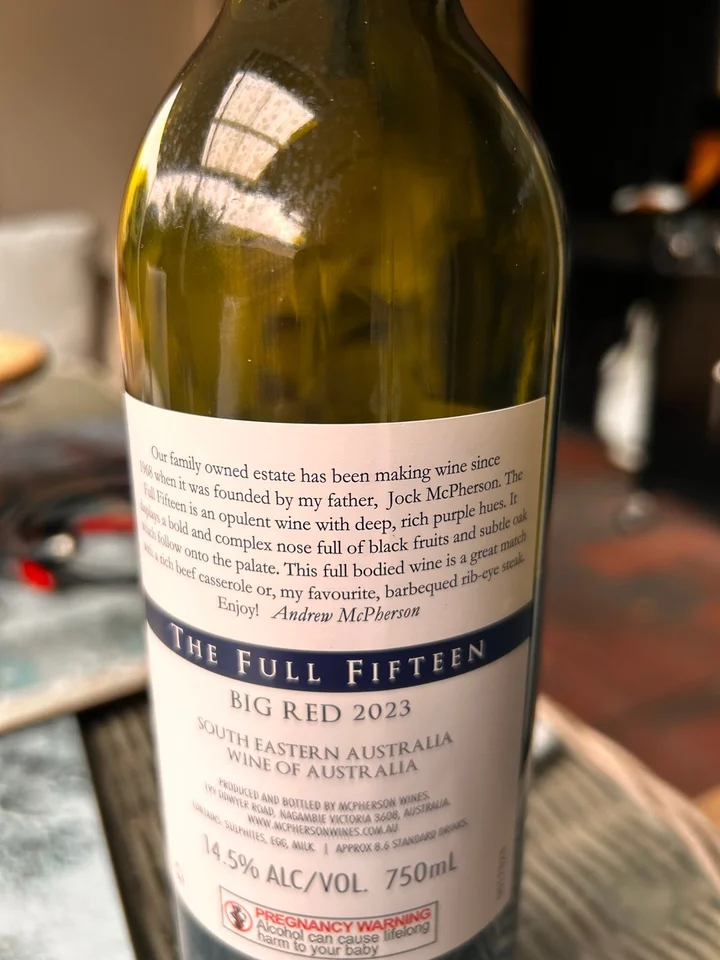 Our family owned estate has been making wine since
1968 when it was founded by my father, Jock McPherson. The
Full Fifteen is an opulent wine with deep, rich purple hues. It
displays a bold and complex nose full of black fruits and subtle oak
which follow onto the palate. This full bodied wine is a great match
with a rich beef casserole or, my favourite, barbequed rib-eye steak.
Enjoy! Andrew McPherson
THE FULL FIFTEEN
BIG RED 2023
SOUTH EASTERN AUSTRALIA
WINE OF AUSTRALIA
PRODUCED AND BOTTLED BY MCPHERSON WINES.
199 O'DWYER ROAD, NAGAMBIE VICTORIA 3608, AUSTRALIA.
WWW.MCPHERSONWINES.COM.AU
CONTAINS: SULPHITES, EGG, MILK | APPROX 8.6 STANDARD DRINKS.
14.5% ALC/VOL. 750mL
PREGNANCY WARNING
Alcohol can cause lifelong
harm to your baby